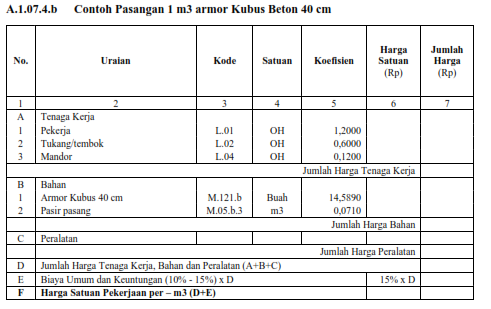 A.1.07.4.b Contoh Pasangan 1 m3 armor Kubus Beton 40 cm
No. Uraian Kode Satuan Koefisien Harga Satuan (Rp) Jumlah Harga (Rp)
1 2 3 4 5 6 7
A Tenaga Kerja
1 Pekerja L.01 OH 1,2000
2 Tukang/tembok L.02 OH 0,6000
3 Mandor L.04 OH 0,1200
Jumlah Harga Tenaga Kerja
B Bahan
1 Armor Kubus 40 cm M.121.b Buah 14,5890
2 Pasir pasang M.05.b.3 m3 0,0710
Jumlah Harga Bahan
C Peralatan
Jumlah Harga Peralatan
D Jumlah Harga Tenaga Kerja, Bahan dan Peralatan (A+B+C)
E Biaya Umum dan Keuntungan (10% - 15%) x D 15% x D
F Harga Satuan Pekerjaan per – m3 (D+E)